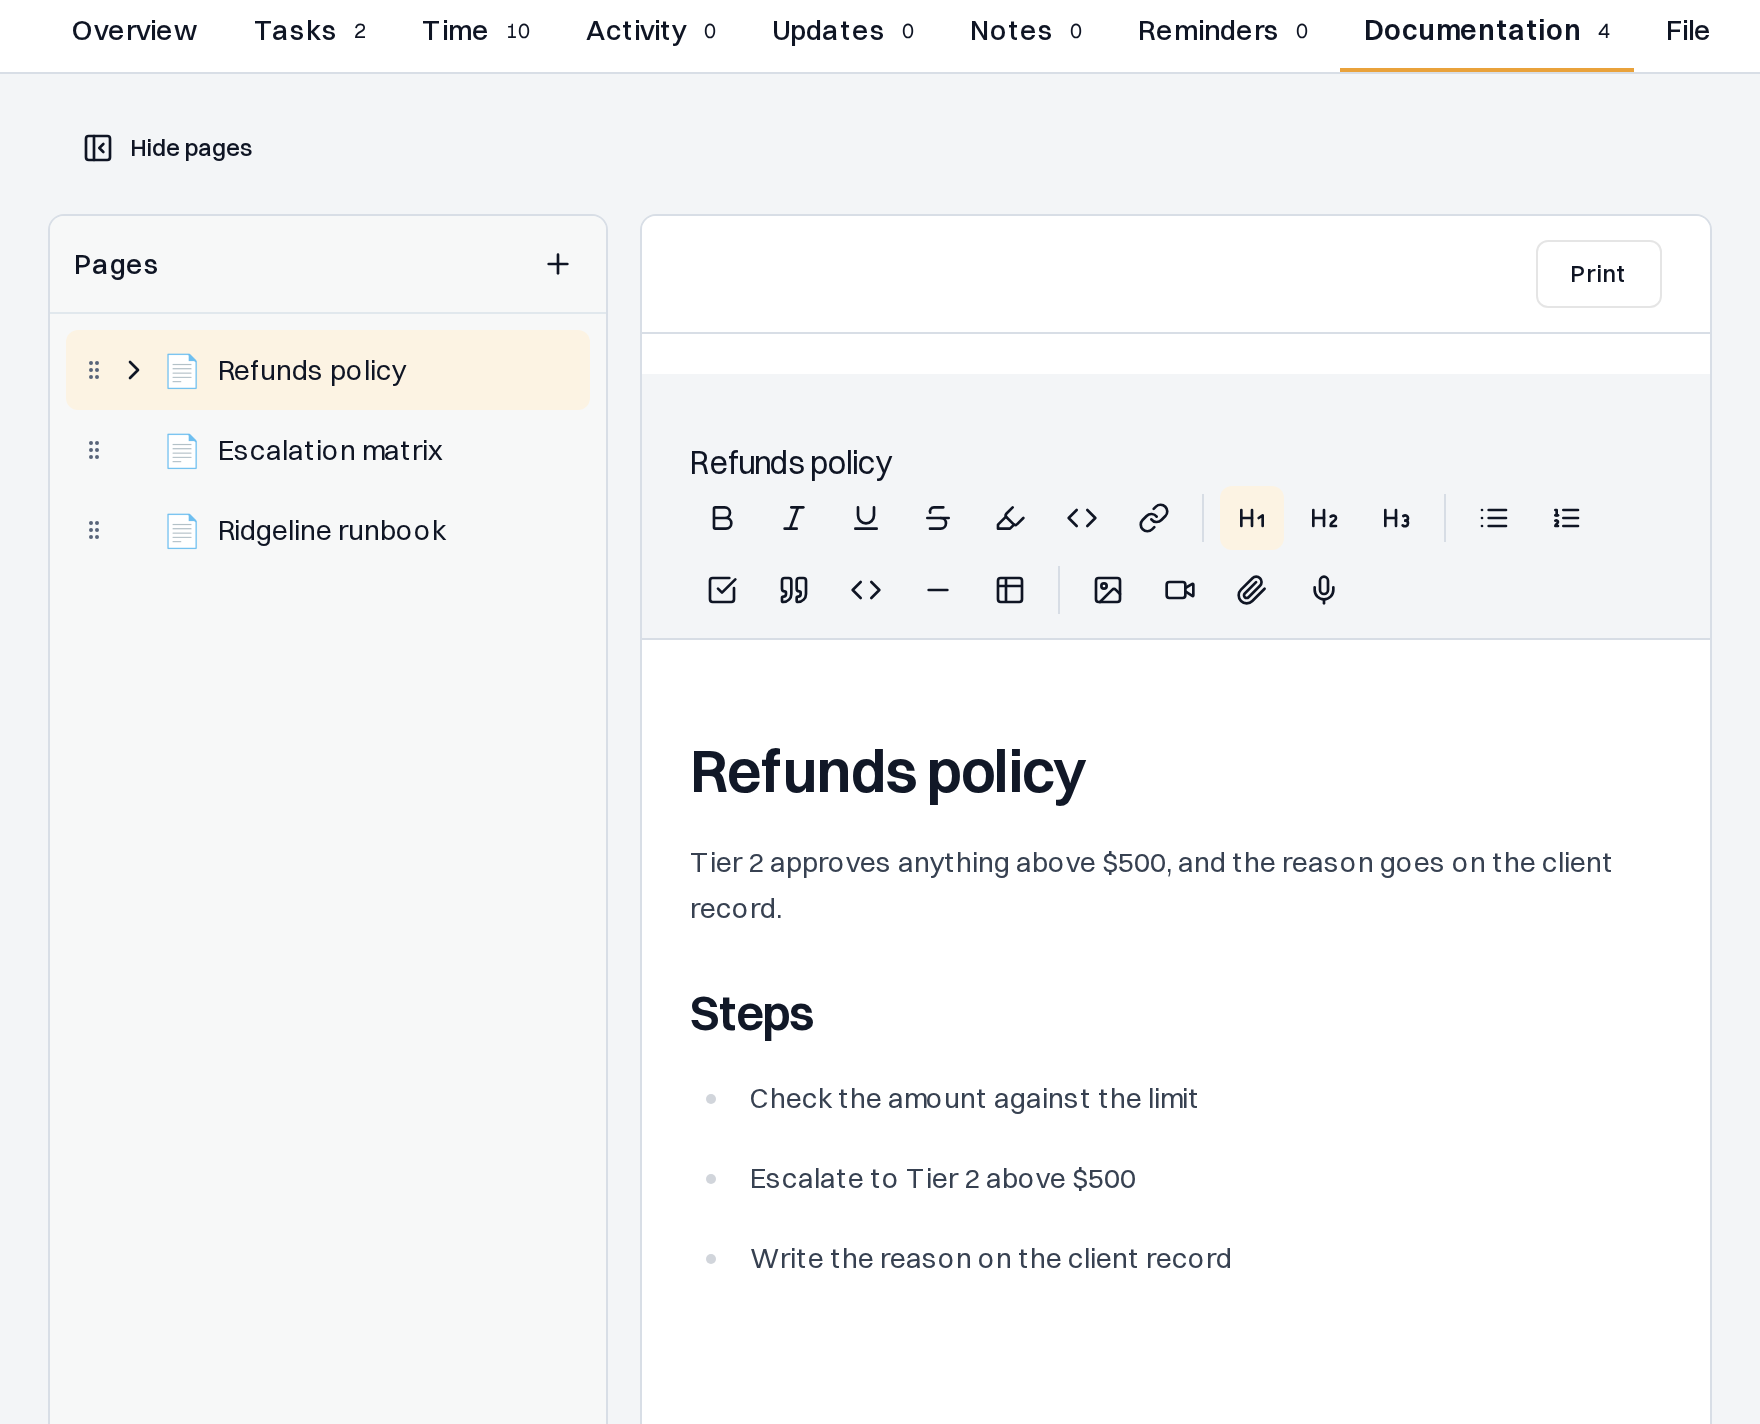 Overview Tasks 2 Time 10 Activity 0 Updates 0 Notes 0 Reminders 0 Documentation 4 File
Hide pages
Pages
Print
Refunds policy
Escalation matrix
Ridgeline runbook
Refunds policy
H1 H2 H3
Refunds policy
Tier 2 approves anything above $500, and the reason goes on the client
record.
Steps
Check the amount against the limit
Escalate to Tier 2 above $500
Write the reason on the client record